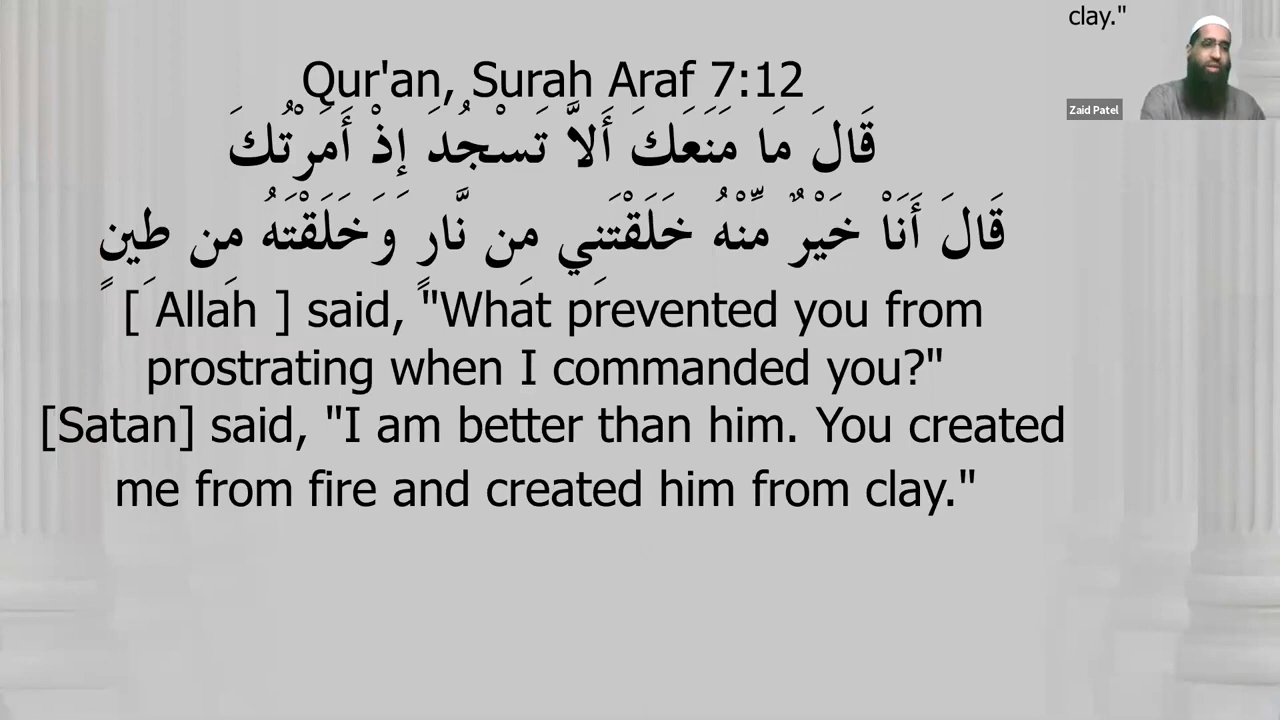 clay."
Qur'an, Surah Araf 7:12
قَالَ مَا مَنَعَكَ أَلاَّ تَسْجُدَ إِذْ أَمَرْتُكَ
قَالَ أَنَاْ خَيْرٌ مِّنْهُ خَلَقْتَنِي مِن نَّارٍ وَخَلَقْتَهُ مِن طِينٍ
[ Allah ] said, "What prevented you from
prostrating when I commanded you?"
[Satan] said, "I am better than him. You created
me from fire and created him from clay."
Zaid Patel